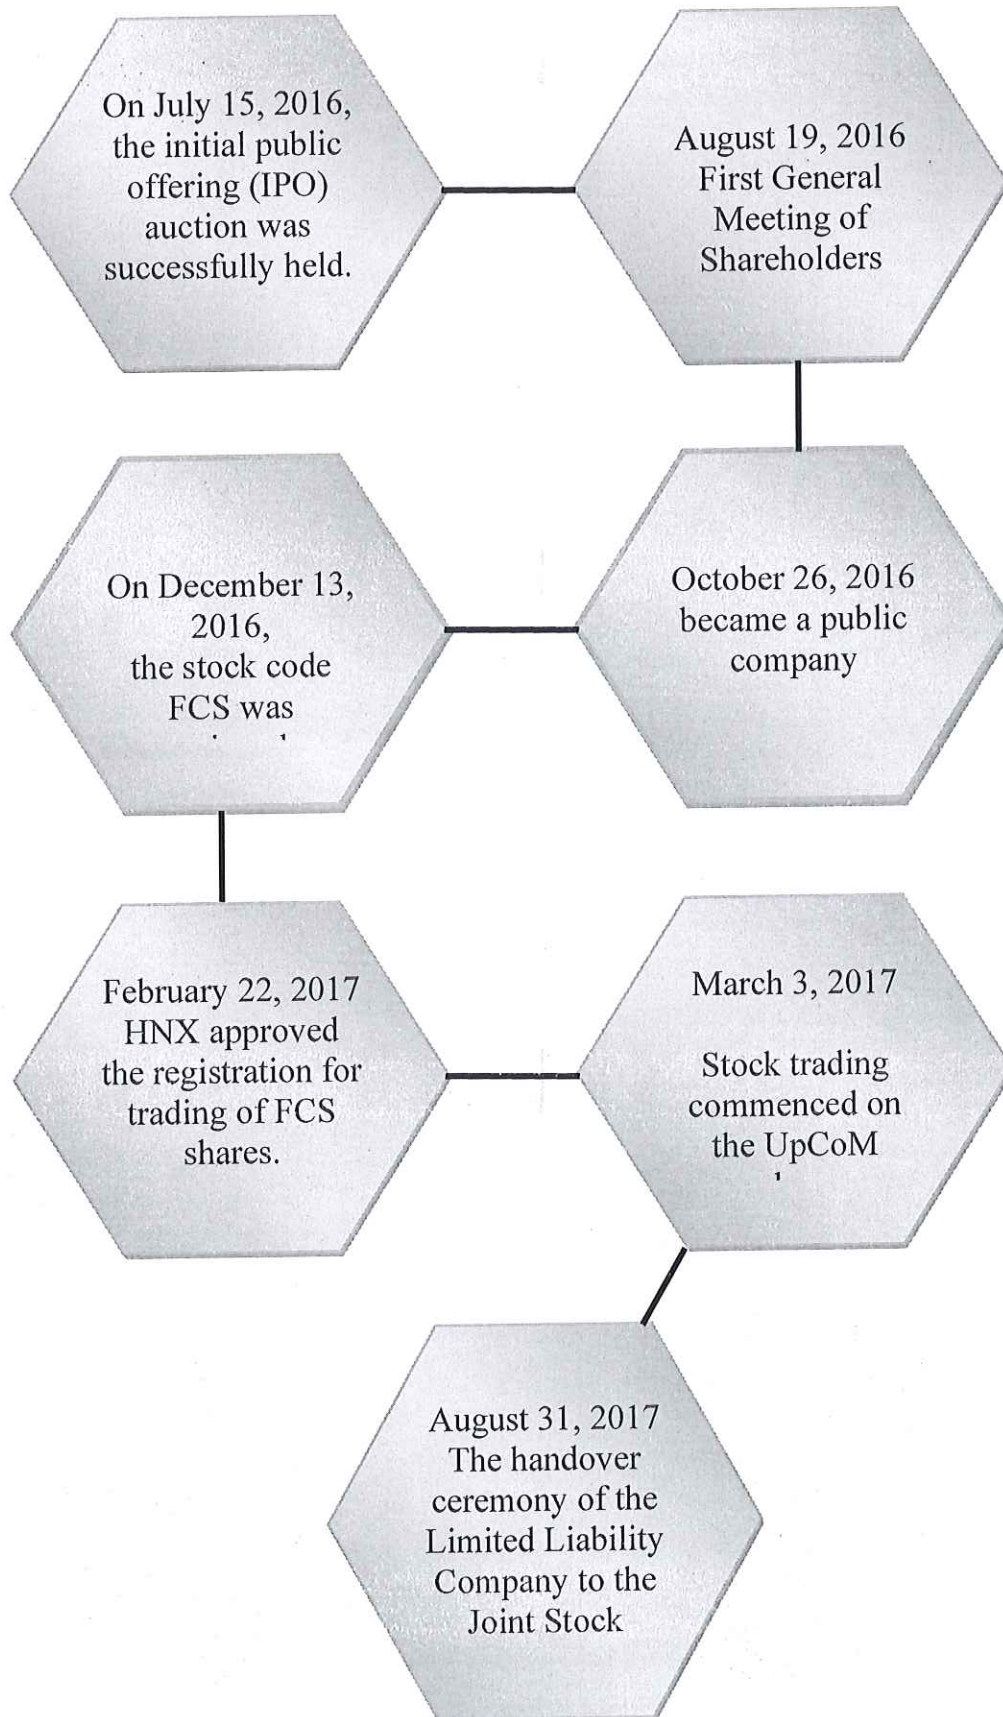 On July 15, 2016,
the initial public
offering (IPO)
auction was
successfully held.
August 19, 2016
First General
Meeting of
Shareholders
October 26, 2016
became a public
company
On December 13,
2016,
the stock code
FCS was
February 22, 2017
HNX approved
the registration for
trading of FCS
shares.
March 3, 2017
Stock trading
commenced on
the UpCoM
August 31, 2017
The handover
ceremony of the
Limited Liability
Company to the
Joint Stock